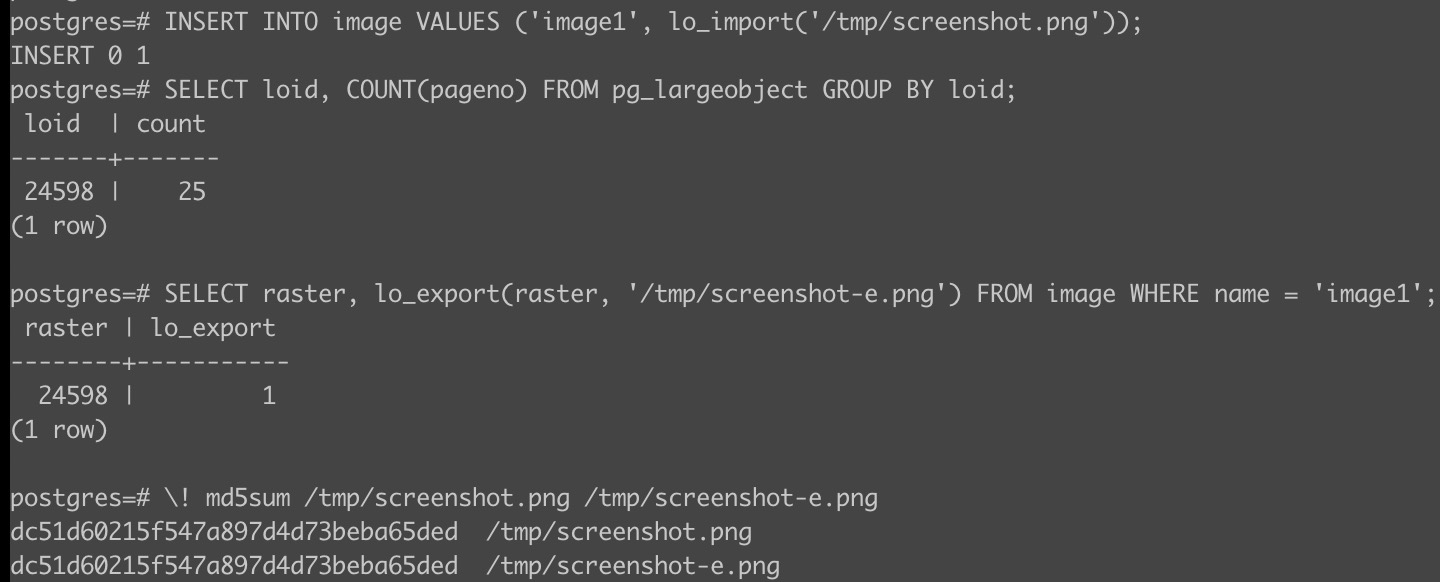 postgres=# INSERT INTO image VALUES ('image1', lo_import('/tmp/screenshot.png'));
INSERT 0 1
postgres=# SELECT loid, COUNT(pageno) FROM pg_largeobject GROUP BY loid;
 loid  | count
-------+-------
 24598 |    25
(1 row)

postgres=# SELECT raster, lo_export(raster, '/tmp/screenshot-e.png') FROM image WHERE name = 'image1';
 raster | lo_export
--------+-----------
  24598 |         1
(1 row)

postgres=# \! md5sum /tmp/screenshot.png /tmp/screenshot-e.png
dc51d60215f547a897d4d73beba65ded  /tmp/screenshot.png
dc51d60215f547a897d4d73beba65ded  /tmp/screenshot-e.png